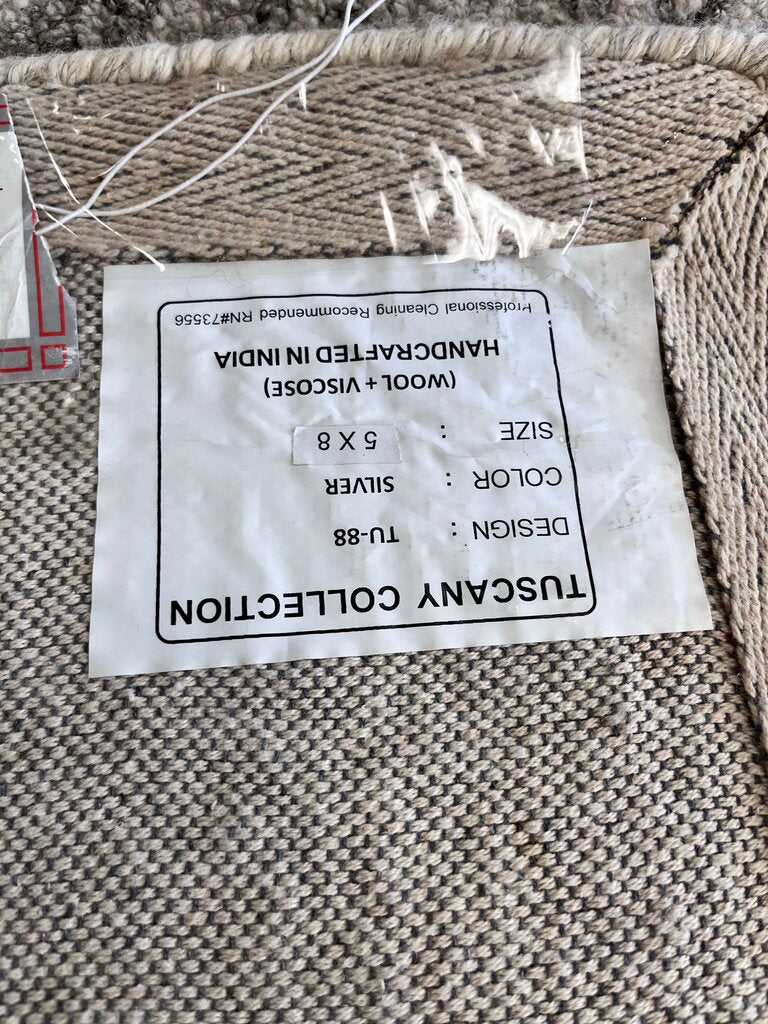 TUSCANY COLLECTION
DESIGN : TU-88
COLOR : SILVER
SIZE : 5 X 8
(WOOL + VISCOSE)
HANDCRAFTED IN INDIA
Professional Cleaning Recommended RN#73556